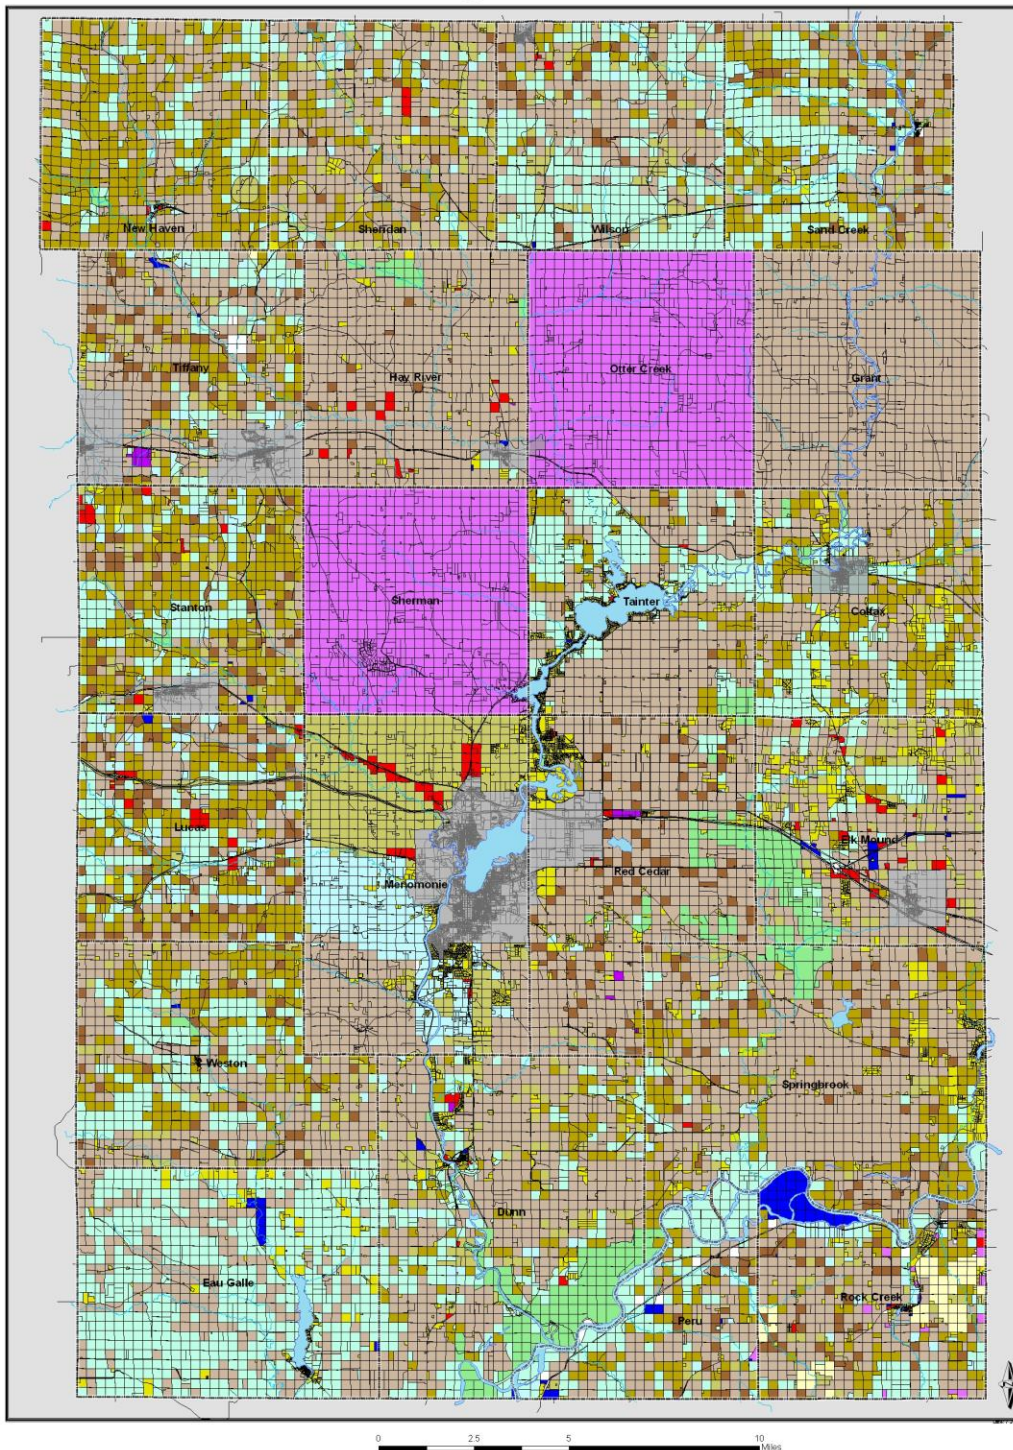 New Haven
Sheridan
Wilson
Sand Creek
Tiffany
Hay River
Otter Creek
Grant
Stanton
Sherman
Tainter
Colfax
Lucas
Menomonie
Red Cedar
Elk Mound
Weston
Springbrook
Dunn
Eau Galle
Peru
Rock Creek
0 2.5 5 10
Miles